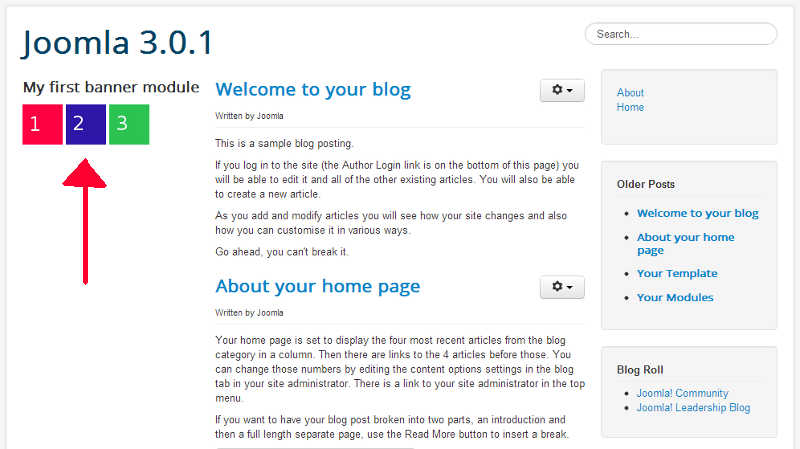 Joomla 3.0.1
Search...
My first banner module
1 2 3
Welcome to your blog
Written by Joomla
This is a sample blog posting.
If you log in to the site (the Author Login link is on the bottom of this page) you
will be able to edit it and all of the other existing articles. You will also be able
to create a new article.
As you add and modify articles you will see how your site changes and also
how you can customise it in various ways.
Go ahead, you can't break it.
About your home page
Written by Joomla
Your home page is set to display the four most recent articles from the blog
category in a column. Then there are links to the 4 articles before those. You
can change those numbers by editing the content options settings in the blog
tab in your site administrator. There is a link to your site administrator in the top
menu.
If you want to have your blog post broken into two parts, an introduction and
then a full length separate page, use the Read More button to insert a break.
About
Home
Older Posts
Welcome to your blog
About your home
page
Your Template
Your Modules
Blog Roll
Joomla! Community
Joomla! Leadership Blog